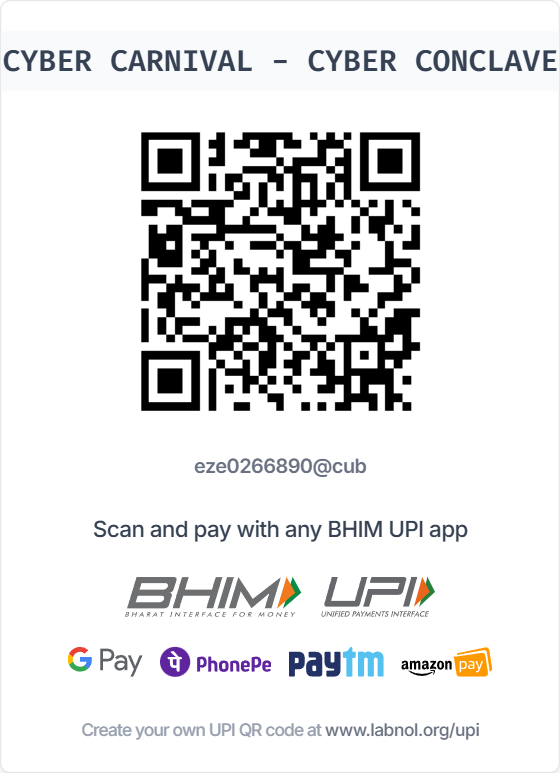 CYBER CARNIVAL - CYBER CONCLAVE
eze0266890@cub
Scan and pay with any BHIM UPI app
BHIM UPI
BHARAT INTERFACE FOR MONEY UNIFIED PAYMENTS INTERFACE
G Pay पे PhonePe paytm amazon pay
Create your own UPI QR code at www.labnol.org/upi